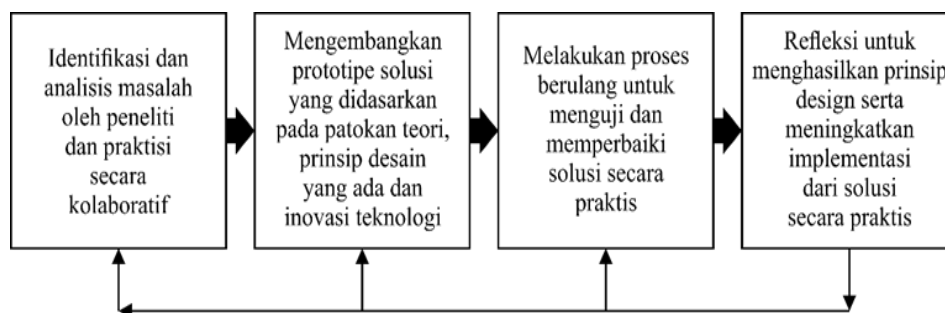 Identifikasi dan
analisis masalah
oleh peneliti
dan praktisi
secara
kolaboratif
Mengembangkan
prototipe solusi
yang didasarkan
pada patokan teori,
prinsip desain
yang ada dan
inovasi teknologi
Melakukan proses
berulang untuk
menguji dan
memperbaiki
solusi secara
praktis
Refleksi untuk
menghasilkan prinsip
design serta
meningkatkan
implementasi
dari solusi
secara praktis